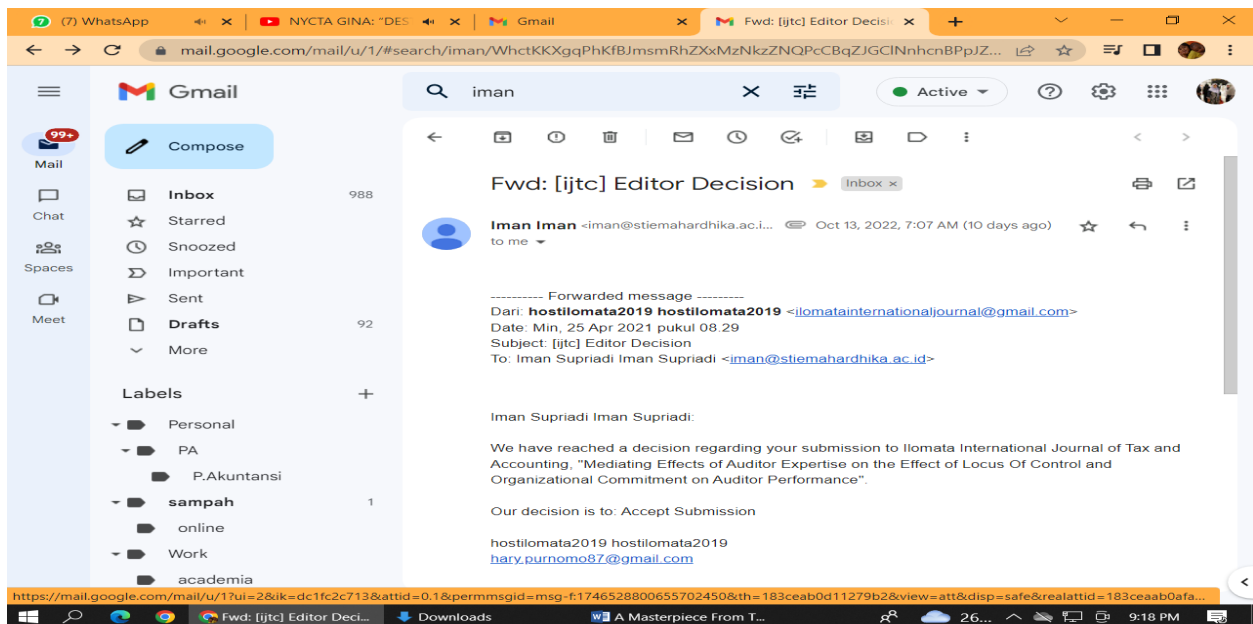 (7) WhatsApp
NYCTA GINA: "DES
Gmail
Fwd: [ijtc] Editor Decisio
mail.google.com/mail/u/1/#search/iman/WhctKKXgqPhKfBJmsmRhZXxMzNkzZNQPcCBqZJGClNnhcnBPpJZ...
Gmail
iman
Active
99+
Mail
Chat
Spaces
Meet
Compose
Inbox 988
Starred
Snoozed
Important
Sent
Drafts 92
More
Labels
Personal
PA
P.Akuntansi
sampah 1
online
Work
academia
Fwd: [ijtc] Editor Decision
Inbox ×
Iman Iman <iman@stiemahardhika.ac.i... Oct 13, 2022, 7:07 AM (10 days ago)
to me
---------- Forwarded message ---------
Dari: hostilomata2019 hostilomata2019 <ilomatainternationaljournal@gmail.com>
Date: Min, 25 Apr 2021 pukul 08.29
Subject: [ijtc] Editor Decision
To: Iman Supriadi Iman Supriadi <iman@stiemahardhika.ac.id>
Iman Supriadi Iman Supriadi:
We have reached a decision regarding your submission to Ilomata International Journal of Tax and
Accounting, "Mediating Effects of Auditor Expertise on the Effect of Locus Of Control and
Organizational Commitment on Auditor Performance".
Our decision is to: Accept Submission
hostilomata2019 hostilomata2019
hary.purnomo87@gmail.com
https://mail.google.com/mail/u/1?ui=2&ik=dc1fc2c713&attid=0.1&permmsgid=msg-f:1746528800655702450&th=183ceab0d11279b2&view=att&disp=safe&realattid=183ceaab0afa...
Fwd: [ijtc] Editor Deci...
Downloads
A Masterpiece From T...
26...
9:18 PM